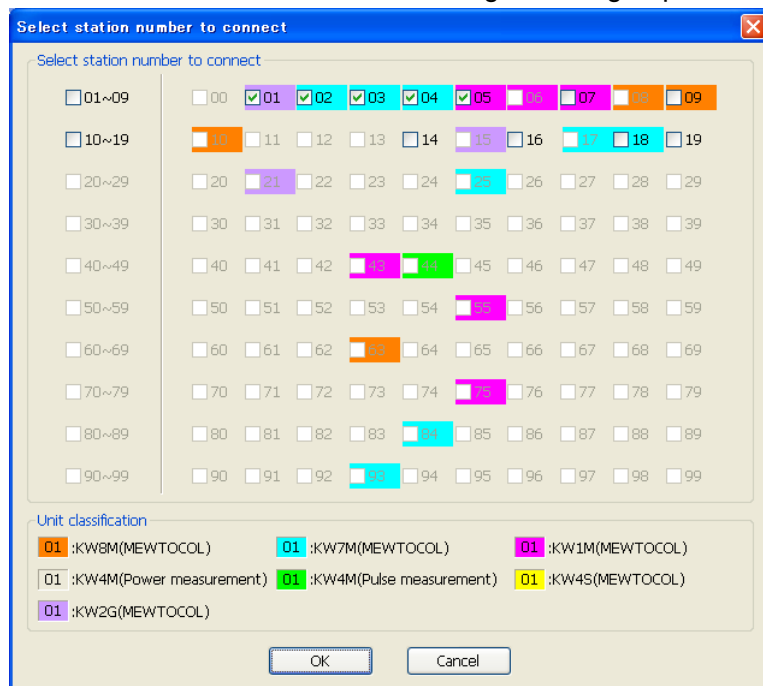 Select station number to connect
Select station number to connect
01~09 00 01 02 03 04 05 06 07 08 09
10~19 10 11 12 13 14 15 16 17 18 19
20~29 20 21 22 23 24 25 26 27 28 29
30~39 30 31 32 33 34 35 36 37 38 39
40~49 40 41 42 43 44 45 46 47 48 49
50~59 50 51 52 53 54 55 56 57 58 59
60~69 60 61 62 63 64 65 66 67 68 69
70~79 70 71 72 73 74 75 76 77 78 79
80~89 80 81 82 83 84 85 86 87 88 89
90~99 90 91 92 93 94 95 96 97 98 99
Unit classification
01 :KW8M(MEWTOCOL) 01 :KW7M(MEWTOCOL) 01 :KW1M(MEWTOCOL)
01 :KW4M(Power measurement) 01 :KW4M(Pulse measurement) 01 :KW4S(MEWTOCOL)
01 :KW2G(MEWTOCOL)
OK Cancel